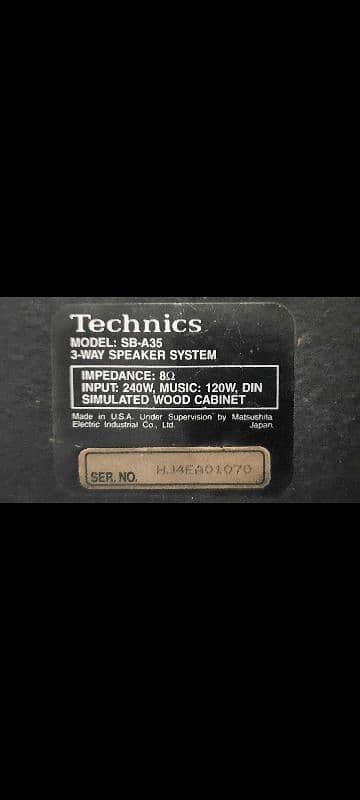 Technics
MODEL: SB-A35
3-WAY SPEAKER SYSTEM
IMPEDANCE: 8Ω
INPUT: 240W, MUSIC: 120W, DIN
SIMULATED WOOD CABINET
Made in U.S.A. Under Supervision by Matsushita
Electric Industrial Co., Ltd. Japan.
SER. NO. HJ4EA01070